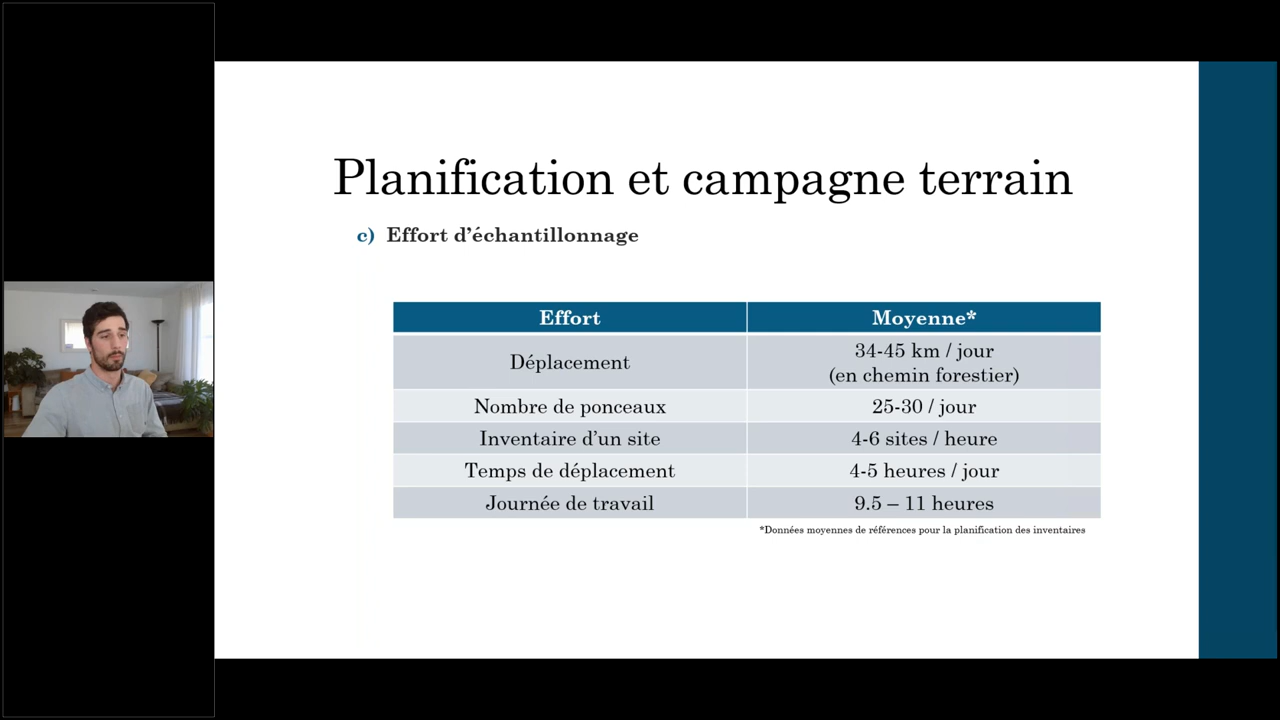 Planification et campagne terrain
c) Effort d’échantillonnage
Effort Moyenne*
Déplacement 34-45 km / jour
(en chemin forestier)
Nombre de ponceaux 25-30 / jour
Inventaire d’un site 4-6 sites / heure
Temps de déplacement 4-5 heures / jour
Journée de travail 9.5 – 11 heures
*Données moyennes de références pour la planification des inventaires